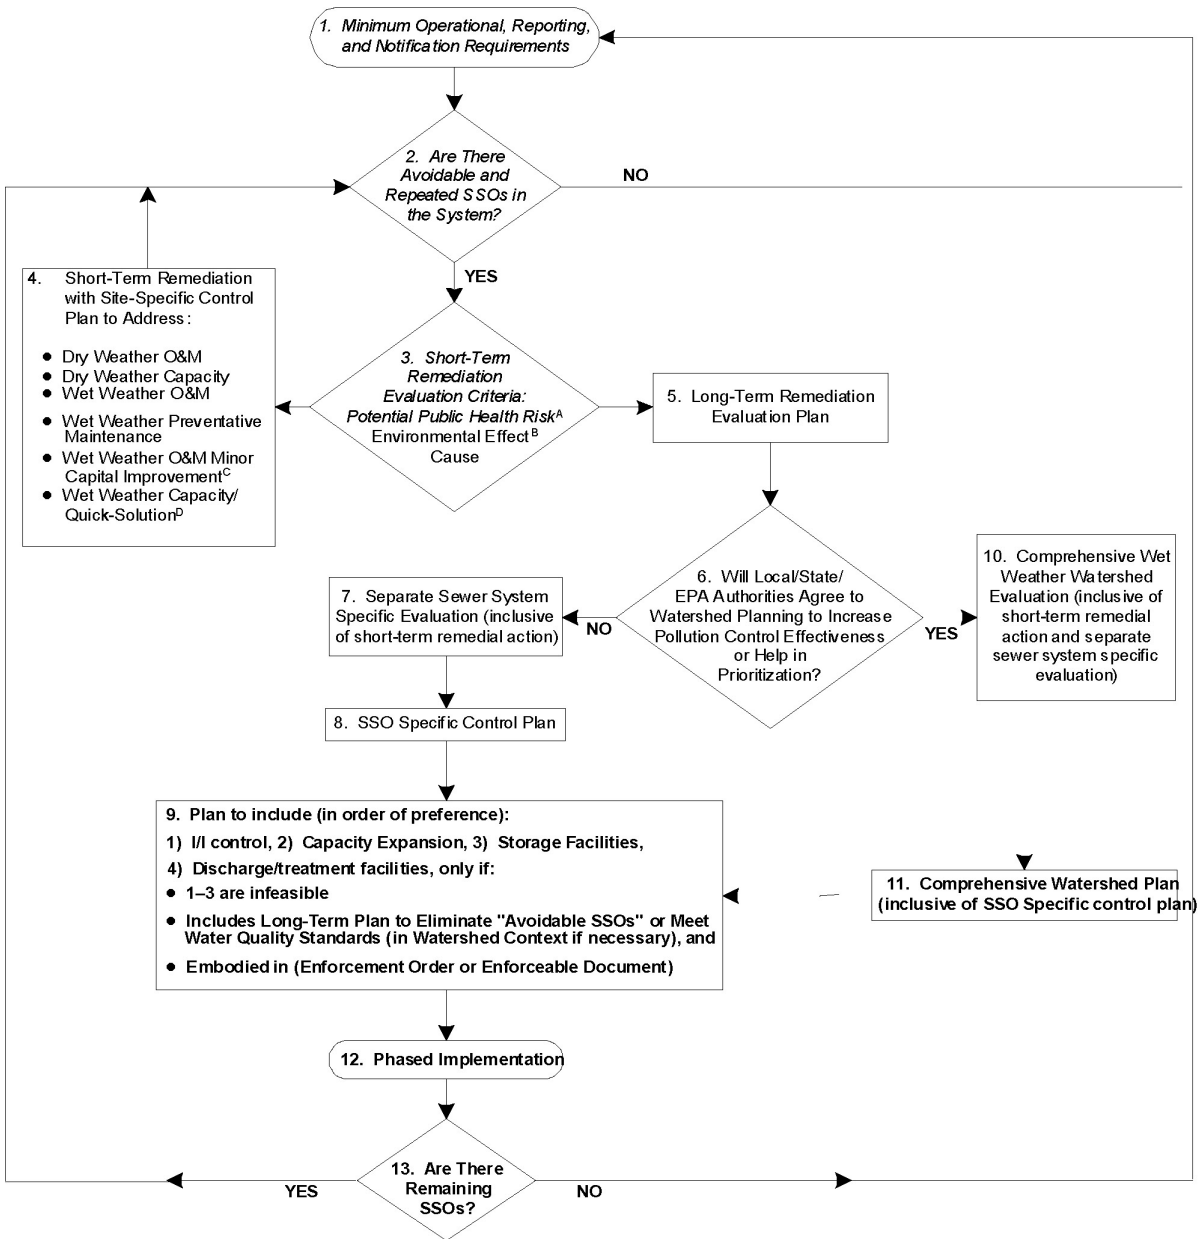 1. Minimum Operational, Reporting,
and Notification Requirements
2. Are There
Avoidable and
Repeated SSOs in
the System?
NO
YES
4. Short-Term Remediation
with Site-Specific Control
Plan to Address:
● Dry Weather O&M
● Dry Weather Capacity
● Wet Weather O&M
● Wet Weather Preventative
Maintenance
● Wet Weather O&M Minor
Capital Improvement^C
● Wet Weather Capacity/
Quick-Solution^D
3. Short-Term
Remediation
Evaluation Criteria:
Potential Public Health Risk^A
Environmental Effect^B
Cause
5. Long-Term Remediation
Evaluation Plan
6. Will Local/State/
EPA Authorities Agree to
Watershed Planning to Increase
Pollution Control Effectiveness
or Help in
Prioritization?
NO
YES
7. Separate Sewer System
Specific Evaluation (inclusive
of short-term remedial action)
10. Comprehensive Wet
Weather Watershed
Evaluation (inclusive of
short-term remedial
action and separate
sewer system specific
evaluation)
8. SSO Specific Control Plan
9. Plan to include (in order of preference):
1) I/I control, 2) Capacity Expansion, 3) Storage Facilities,
4) Discharge/treatment facilities, only if:
● 1–3 are infeasible
● Includes Long-Term Plan to Eliminate "Avoidable SSOs" or Meet
Water Quality Standards (in Watershed Context if necessary), and
● Embodied in (Enforcement Order or Enforceable Document)
11. Comprehensive Watershed Plan
(inclusive of SSO Specific control plan)
12. Phased Implementation
13. Are There
Remaining
SSOs?
YES
NO